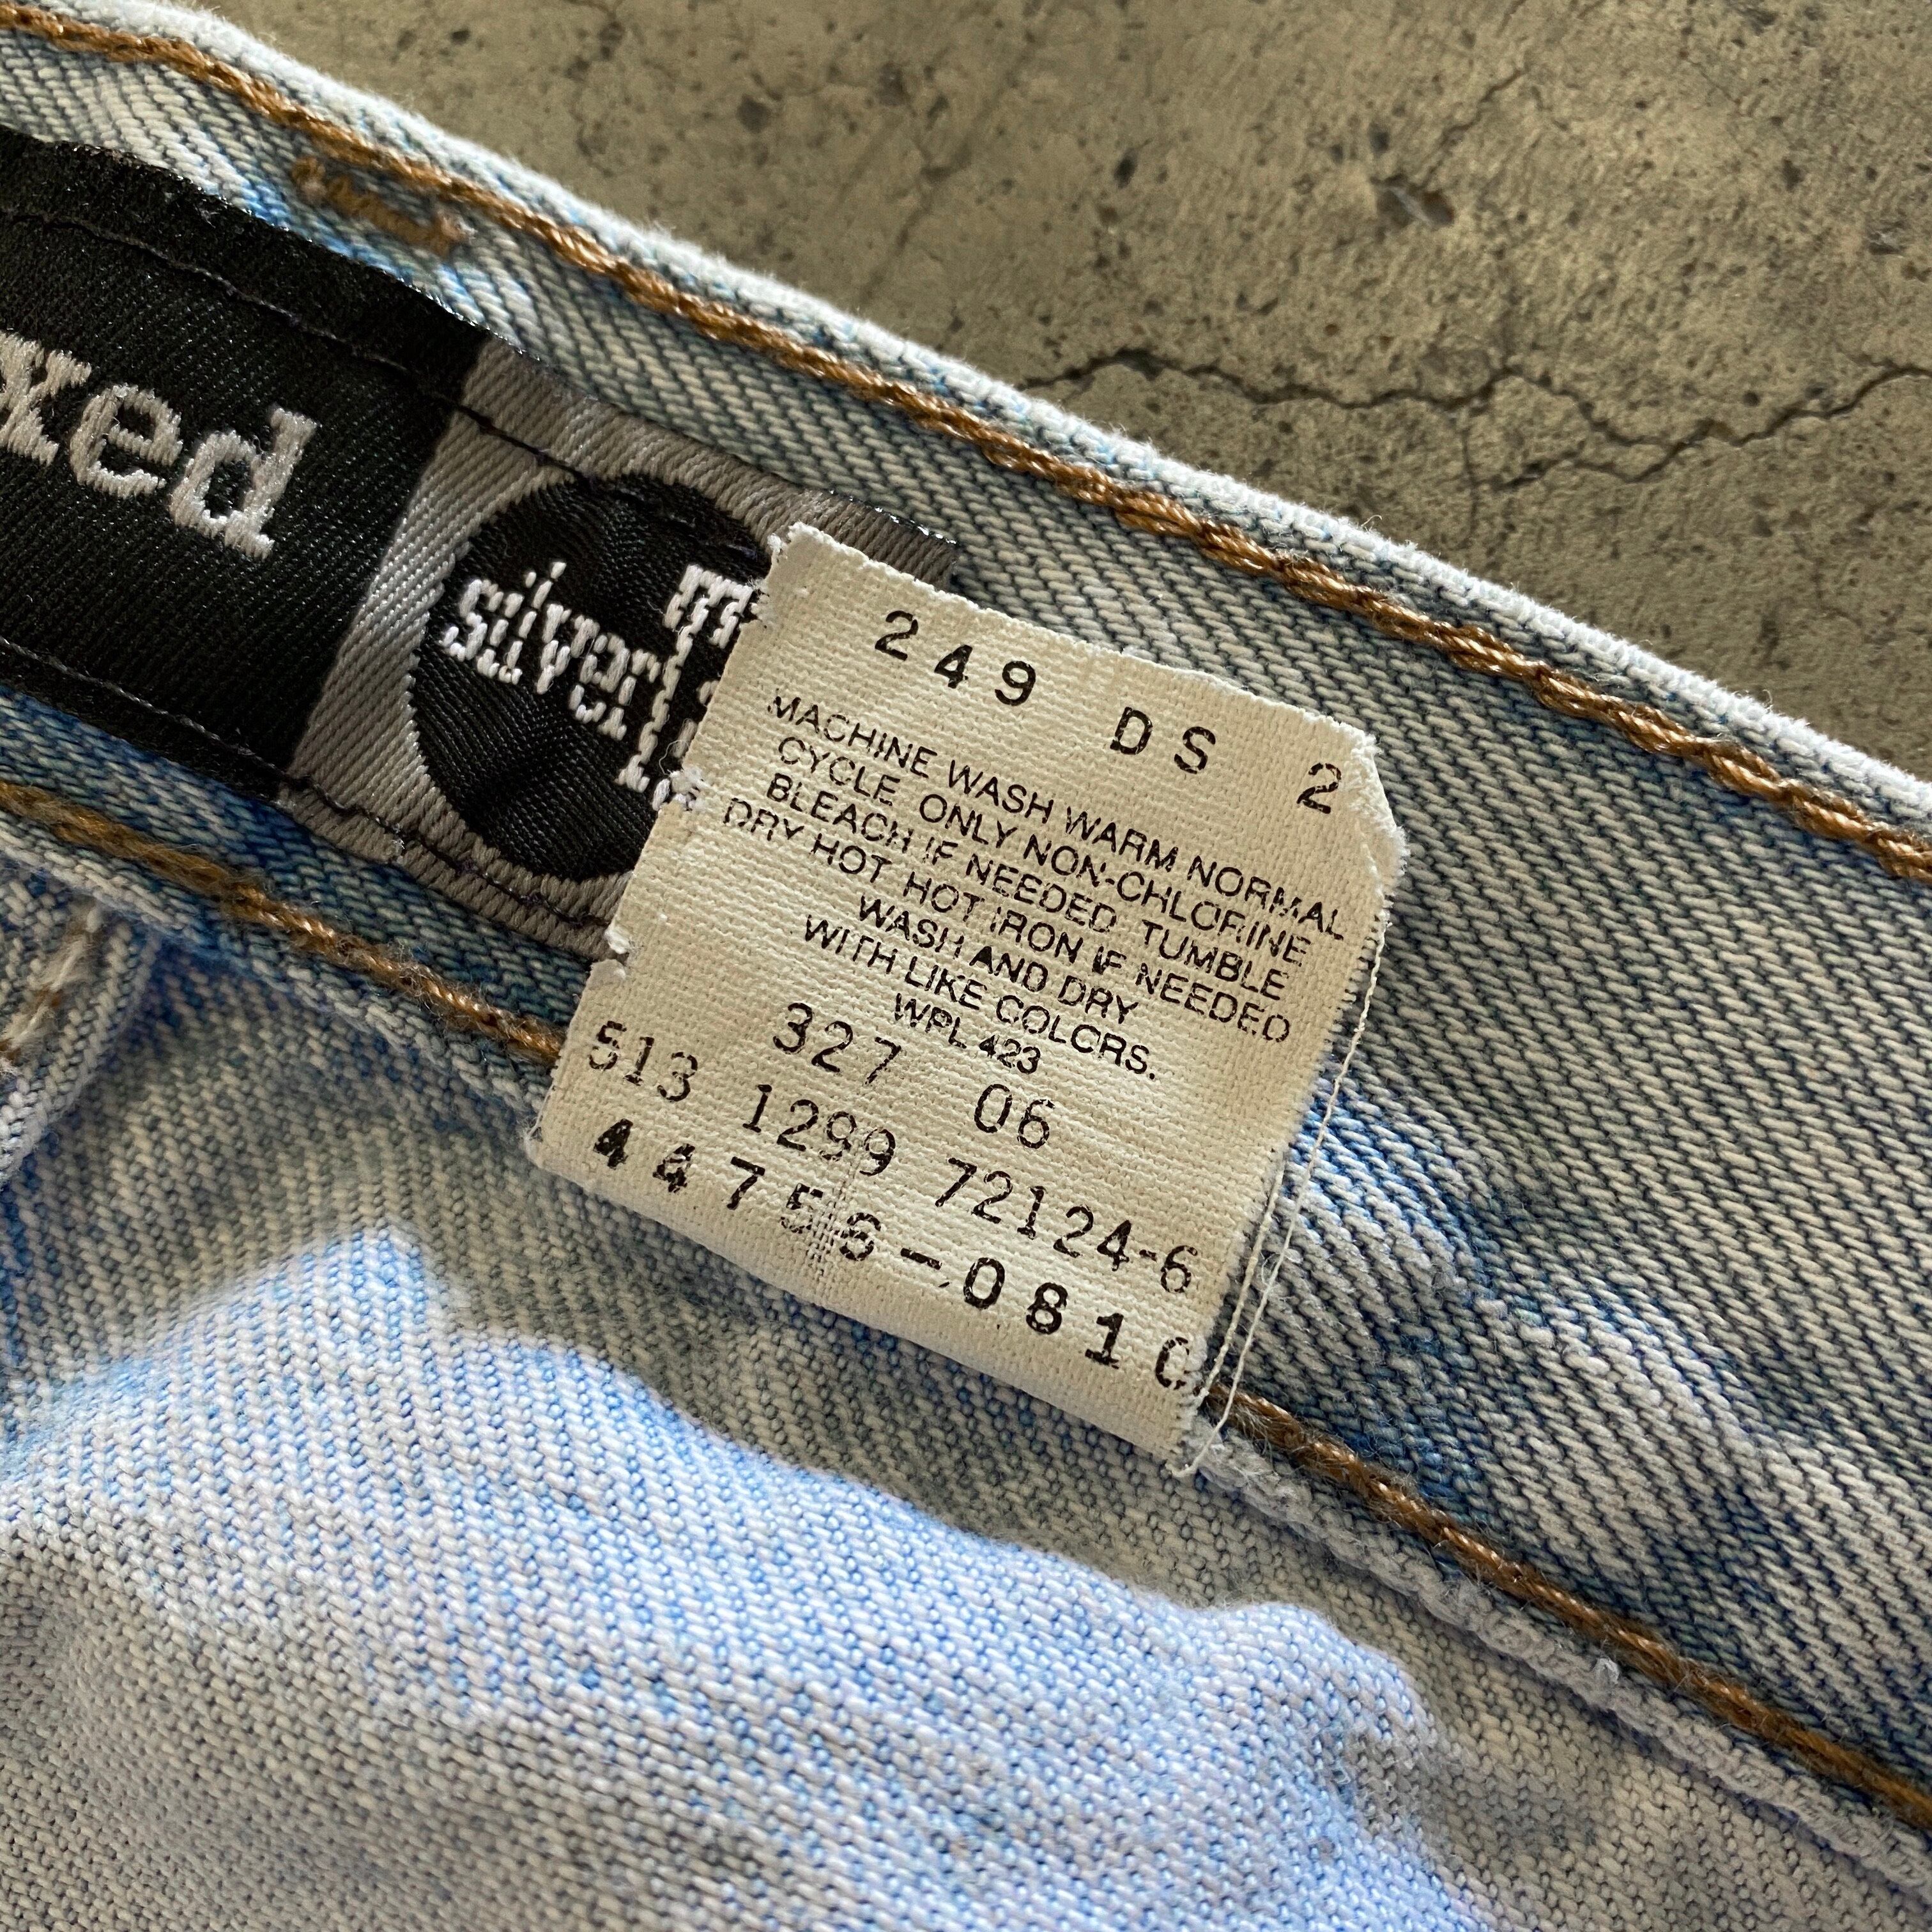 xed
silverTa
249 DS 2
MACHINE WASH WARM NORMAL
CYCLE ONLY NON-CHLORINE
BLEACH IF NEEDED TUMBLE
DRY HOT HOT IRON IF NEEDED
WASH AND DRY
WITH LIKE COLORS.
WPL 423
327 06
513 1299 72124-6
44756-0810